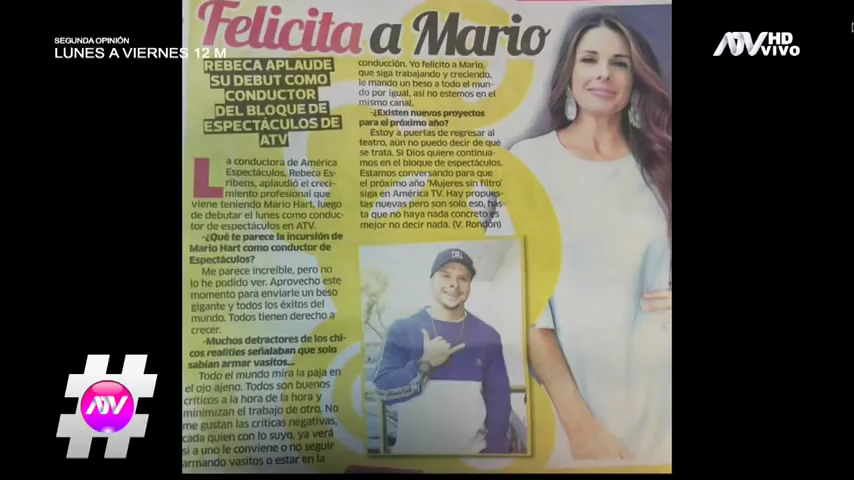 SEGUNDA OPINIÓN
LUNES A VIERNES 12 M
ATV HD
VIVO
Felicita a Mario
REBECA APLAUDE
SU DEBUT COMO
CONDUCTOR
DEL BLOQUE DE
ESPECTÁCULOS DE
ATV
La conductora de América
Espectáculos, Rebeca Es-
ribens, aplaudió el creci-
miento profesional que
viene teniendo Mario Hart, luego
de debutar el lunes como conduc-
tor de espectáculos en ATV.
-¿Qué te parece la incursión de
Mario Hart como conductor de
Espectáculos?
Me parece increíble, pero no
lo he podido ver. Aprovecho este
momento para enviarle un beso
gigante y todos los éxitos del
mundo. Todos tienen derecho a
crecer.
-Muchos detractores de los chi-
cos realities señalaban que solo
sabían armar vasitos...
Todo el mundo mira la paja en
el ojo ajeno. Todos son buenos
críticos a la hora de la hora y
minimizan el trabajo de otro. No
me gustan las críticas negativas,
cada quien con lo suyo, ya verá
si a uno le conviene o no seguir
armando vasitos o estar en la
conducción. Yo felicito a Mario,
que siga trabajando y creciendo,
le mando un beso a todo el mun-
do por igual, así no estemos en el
mismo canal.
-¿Existen nuevos proyectos
para el próximo año?
Estoy a puertas de regresar al
teatro, aún no puedo decir de qué
se trata. Si Dios quiere continua-
mos en el bloque de espectáculos.
Estamos conversando para que
el próximo año 'Mujeres sin filtro'
siga en América TV. Hay propues-
tas nuevas pero son solo eso, has-
ta que no haya nada concreto es
mejor no decir nada. (V. Rondón)
#
ATV